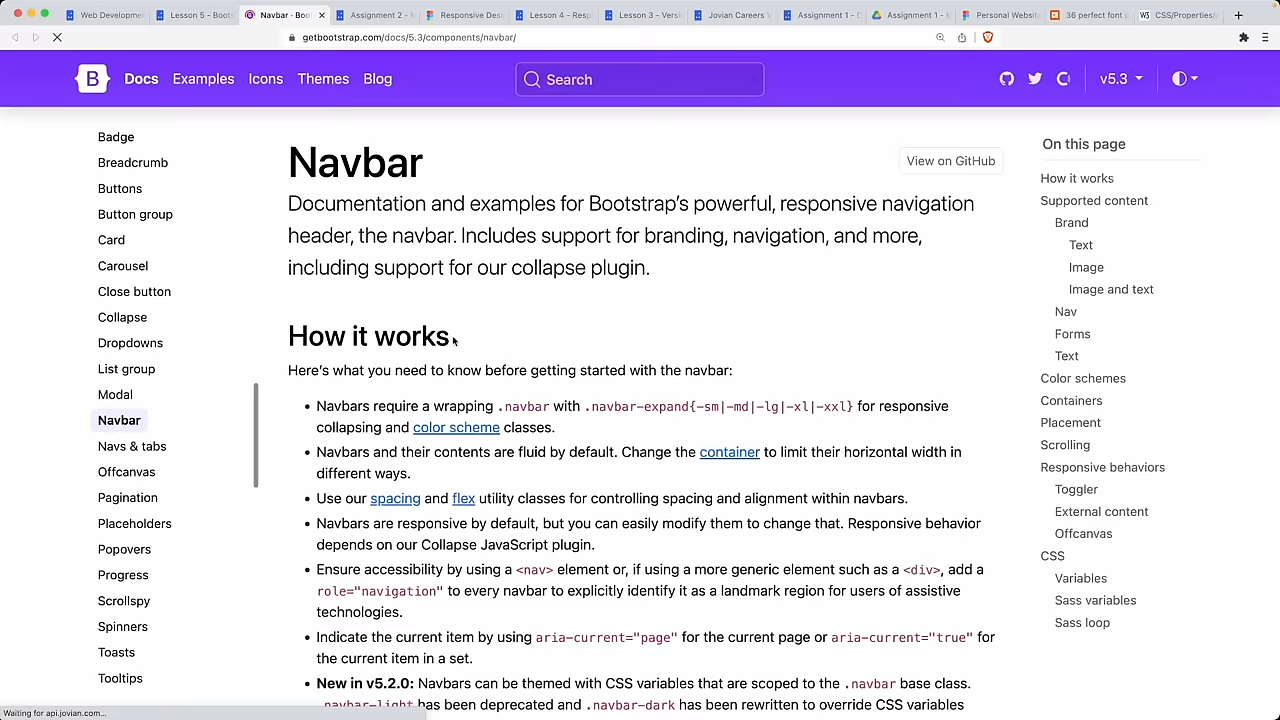 Web Developme
Lesson 5 - Boots
Navbar · Boo
Assignment 2 -
Responsive Des
Lesson 4 - Resp
Lesson 3 - Versi
Jovian Careers
Assignment 1 -
Assignment 1 -
Personal Website
36 perfect font p
CSS/Properties/
getbootstrap.com/docs/5.3/components/navbar/
B
Docs
Examples
Icons
Themes
Blog
Search
v5.3
Badge
Breadcrumb
Buttons
Button group
Card
Carousel
Close button
Collapse
Dropdowns
List group
Modal
Navbar
Navs & tabs
Offcanvas
Pagination
Placeholders
Popovers
Progress
Scrollspy
Spinners
Toasts
Tooltips
Navbar
View on GitHub
Documentation and examples for Bootstrap's powerful, responsive navigation
header, the navbar. Includes support for branding, navigation, and more,
including support for our collapse plugin.
How it works
Here's what you need to know before getting started with the navbar:
• Navbars require a wrapping .navbar with .navbar-expand{-sm|-md|-lg|-xl|-xxl} for responsive
collapsing and color scheme classes.
• Navbars and their contents are fluid by default. Change the container to limit their horizontal width in
different ways.
• Use our spacing and flex utility classes for controlling spacing and alignment within navbars.
• Navbars are responsive by default, but you can easily modify them to change that. Responsive behavior
depends on our Collapse JavaScript plugin.
• Ensure accessibility by using a <nav> element or, if using a more generic element such as a <div>, add a
role="navigation" to every navbar to explicitly identify it as a landmark region for users of assistive
technologies.
• Indicate the current item by using aria-current="page" for the current page or aria-current="true" for
the current item in a set.
• New in v5.2.0: Navbars can be themed with CSS variables that are scoped to the .navbar base class.
.navbar-light has been deprecated and .navbar-dark has been rewritten to override CSS variables
On this page
How it works
Supported content
Brand
Text
Image
Image and text
Nav
Forms
Text
Color schemes
Containers
Placement
Scrolling
Responsive behaviors
Toggler
External content
Offcanvas
CSS
Variables
Sass variables
Sass loop
Waiting for api.jovian.com...